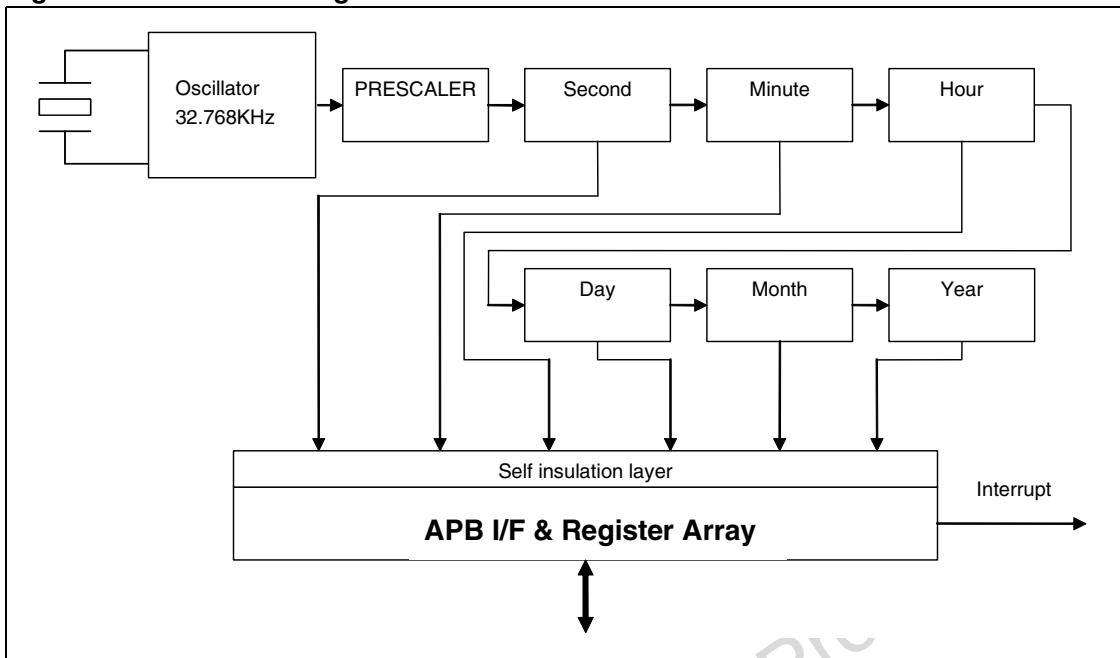 Oscillator
32.768KHz
PRESCALER
Second
Minute
Hour
Day
Month
Year
Self insulation layer
Interrupt
APB I/F & Register Array